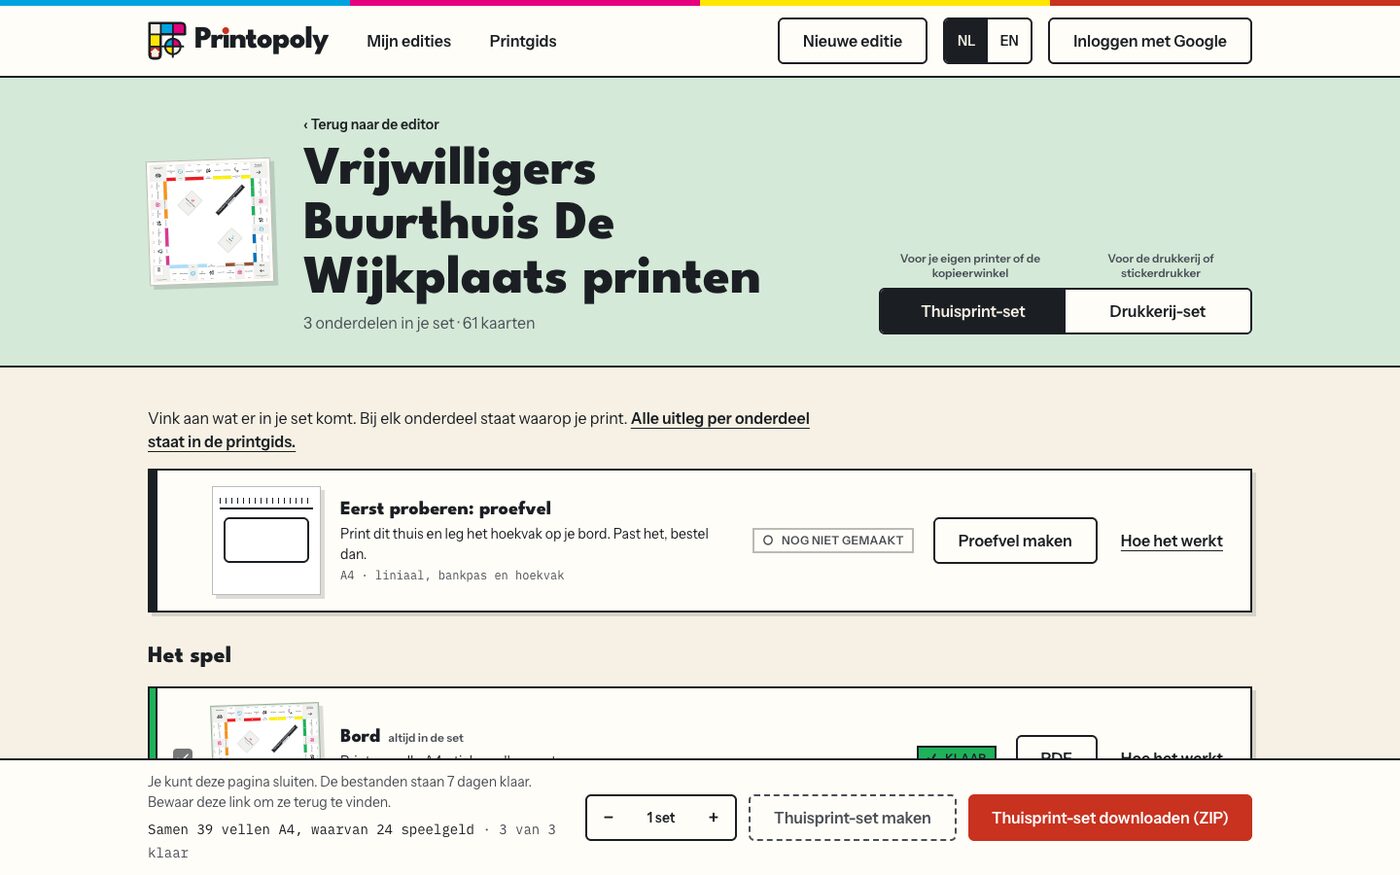 Printopoly
Mijn edities
Printgids
Nieuwe editie
NL
EN
Inloggen met Google
‹ Terug naar de editor
Vrijwilligers
Buurthuis De
Wijkplaats printen
3 onderdelen in je set · 61 kaarten
Voor je eigen printer of de
kopieerwinkel
Voor de drukkerij of
stickerdrukker
Thuisprint-set
Drukkerij-set
Vink aan wat er in je set komt. Bij elk onderdeel staat waarop je print. Alle uitleg per onderdeel
staat in de printgids.
Eerst proberen: proefvel
Print dit thuis en leg het hoekvak op je bord. Past het, bestel
dan.
A4 · liniaal, bankpas en hoekvak
NOG NIET GEMAAKT
Proefvel maken
Hoe het werkt
Het spel
Bord altijd in de set
KLAAR
PDF
Hoe het werkt
Je kunt deze pagina sluiten. De bestanden staan 7 dagen klaar.
Bewaar deze link om ze terug te vinden.
Samen 39 vellen A4, waarvan 24 speelgeld · 3 van 3
klaar
− 1 set +
Thuisprint-set maken
Thuisprint-set downloaden (ZIP)